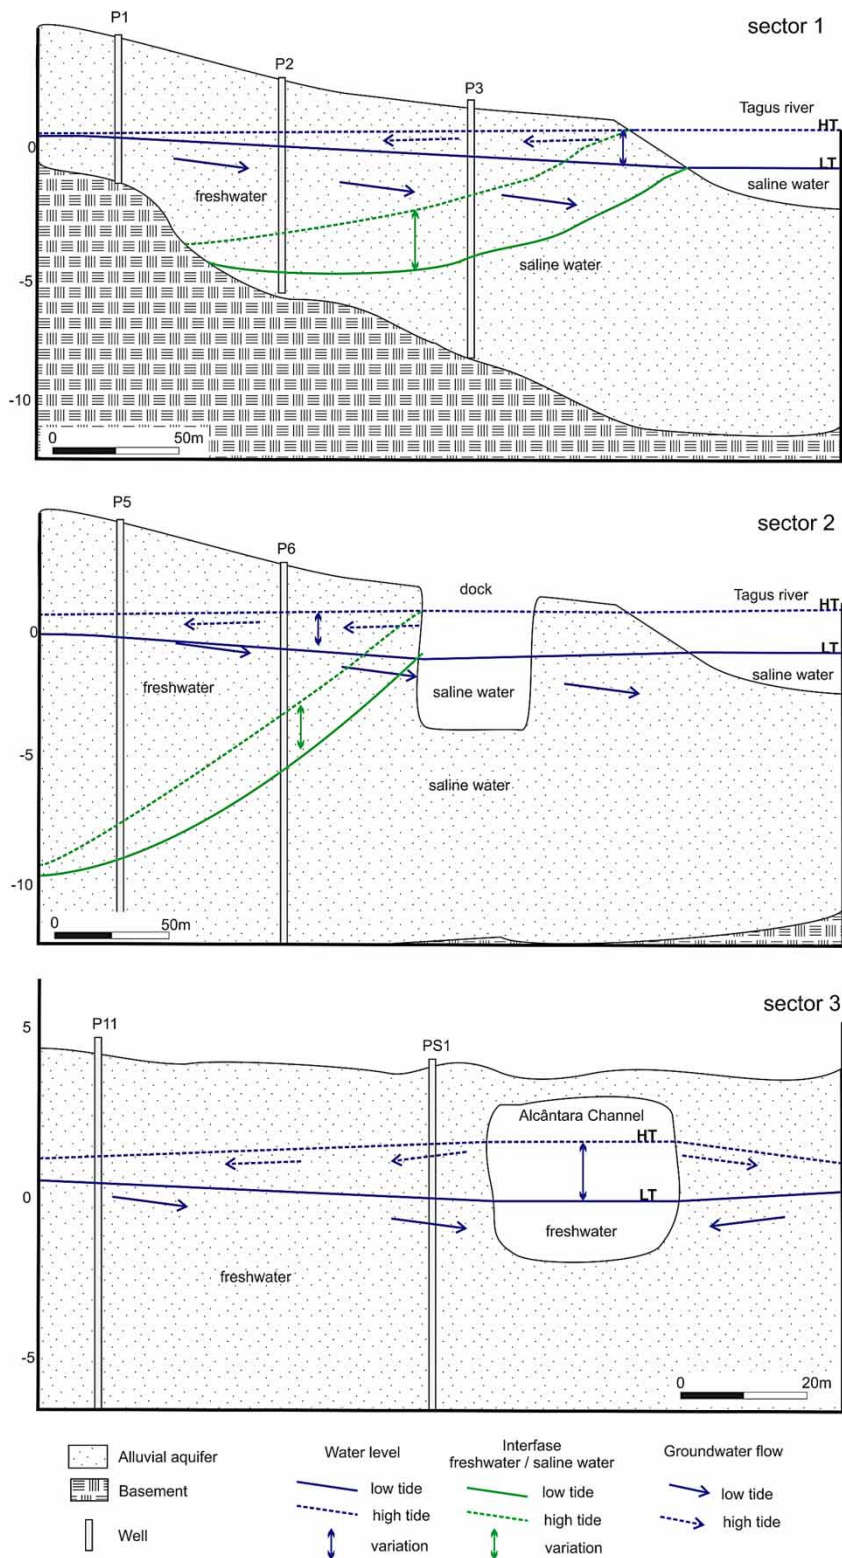 sector 1
P1
P2
P3
Tagus river
HT
0
LT
freshwater
saline water
saline water
-5
-10
0 50m
P5
sector 2
P6
dock
Tagus river
HT
0
LT
freshwater
saline water
saline water
-5
saline water
-10
0 50m
sector 3
5
P11
PS1
Alcântara Channel
HT
0
LT
freshwater
freshwater
-5
0 20m
Alluvial aquifer
Basement
Well
Water level
low tide
high tide
variation
Interfase
freshwater / saline water
low tide
high tide
variation
Groundwater flow
low tide
high tide